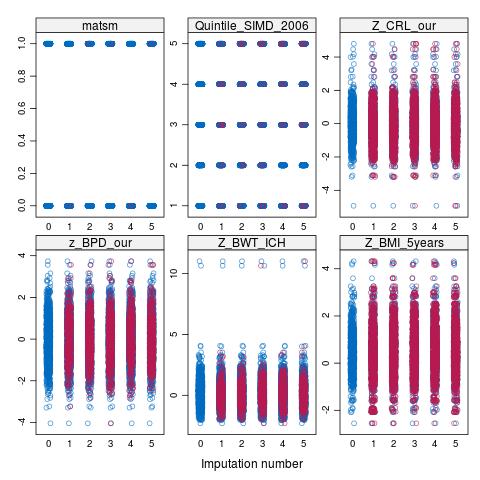 matsm Quintile_SIMD_2006 Z_CRL_our
0.0 0.2 0.4 0.6 0.8 1.0
1 2 3 4 5
-4 -2 0 2 4
0 1 2 3 4 5 0 1 2 3 4 5 0 1 2 3 4 5
z_BPD_our Z_BWT_ICH Z_BMI_5years
-4 -2 0 2 4
0 5 10
-2 0 2 4
0 1 2 3 4 5 0 1 2 3 4 5 0 1 2 3 4 5
Imputation number